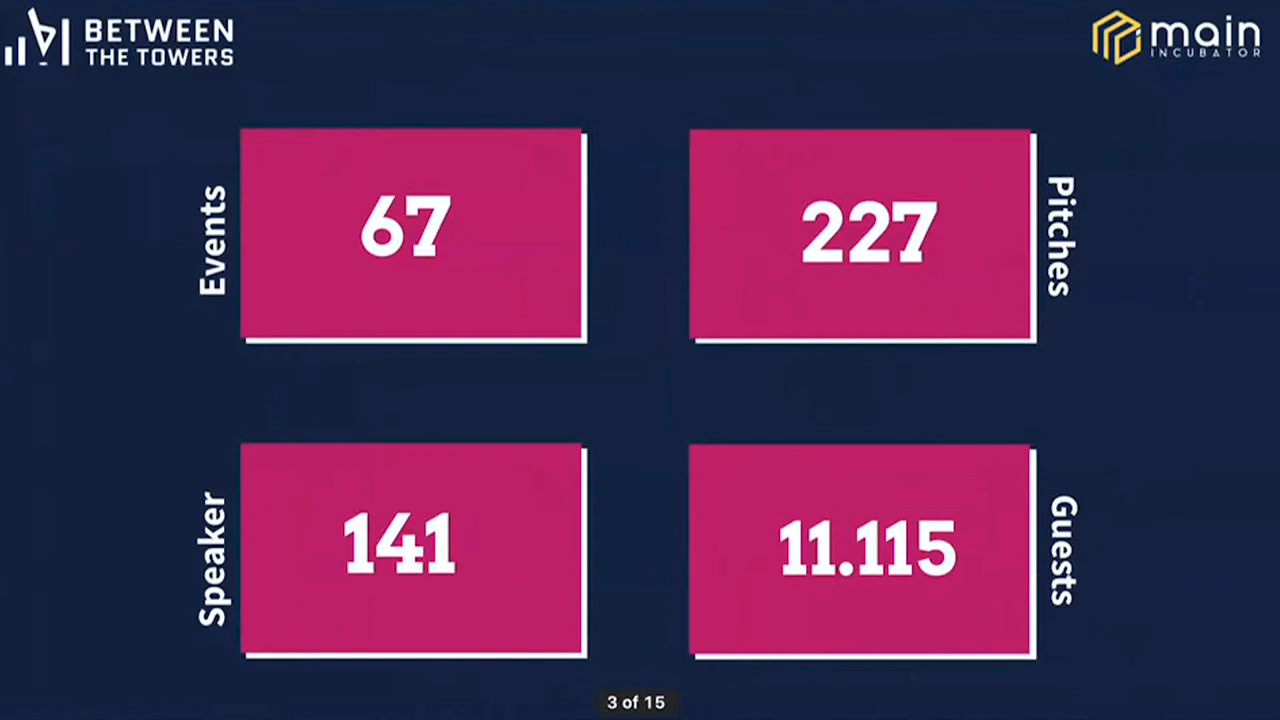 BETWEEN
THE TOWERS
main
INCUBATOR
Events
67
227
Pitches
Speaker
141
11.115
Guests
3 of 15